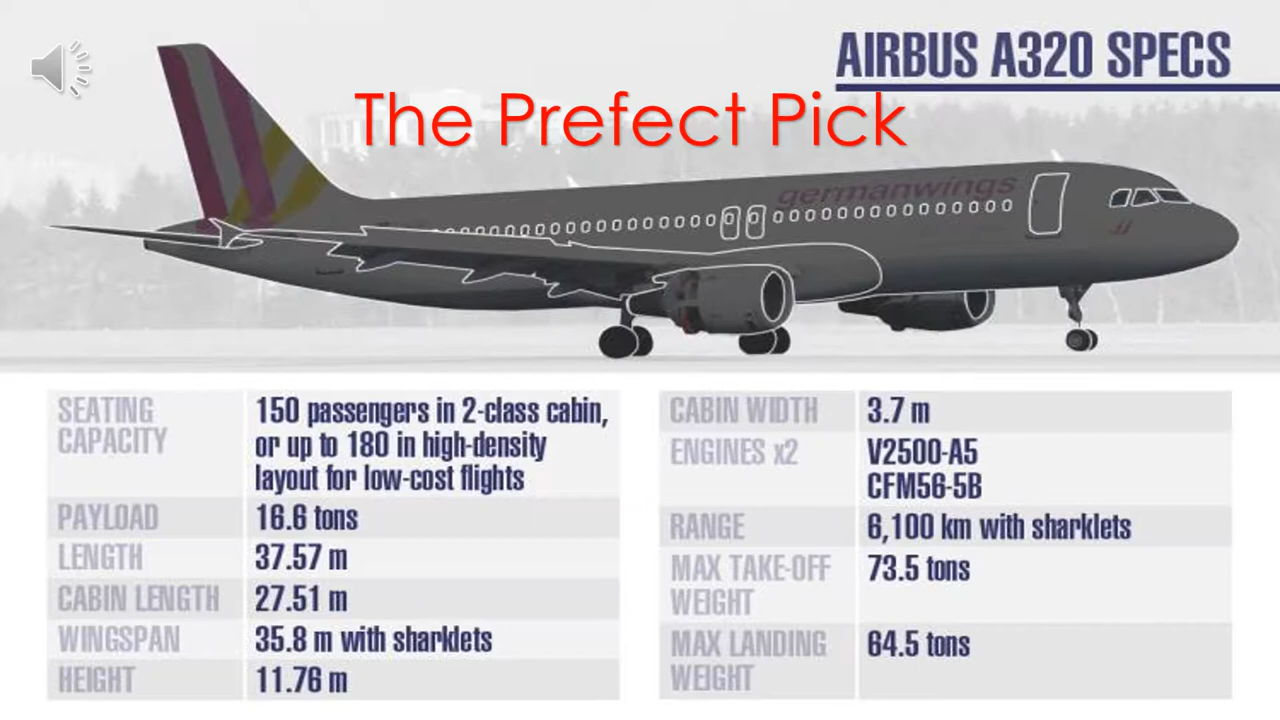 AIRBUS A320 SPECS
The Prefect Pick
germanwings
SEATING
CAPACITY
150 passengers in 2-class cabin,
or up to 180 in high-density
layout for low-cost flights
PAYLOAD
16.6 tons
LENGTH
37.57 m
CABIN LENGTH
27.51 m
WINGSPAN
35.8 m with sharklets
HEIGHT
11.76 m
CABIN WIDTH
3.7 m
ENGINES x2
V2500-A5
CFM56-5B
RANGE
6,100 km with sharklets
MAX TAKE-OFF
WEIGHT
73.5 tons
MAX LANDING
WEIGHT
64.5 tons